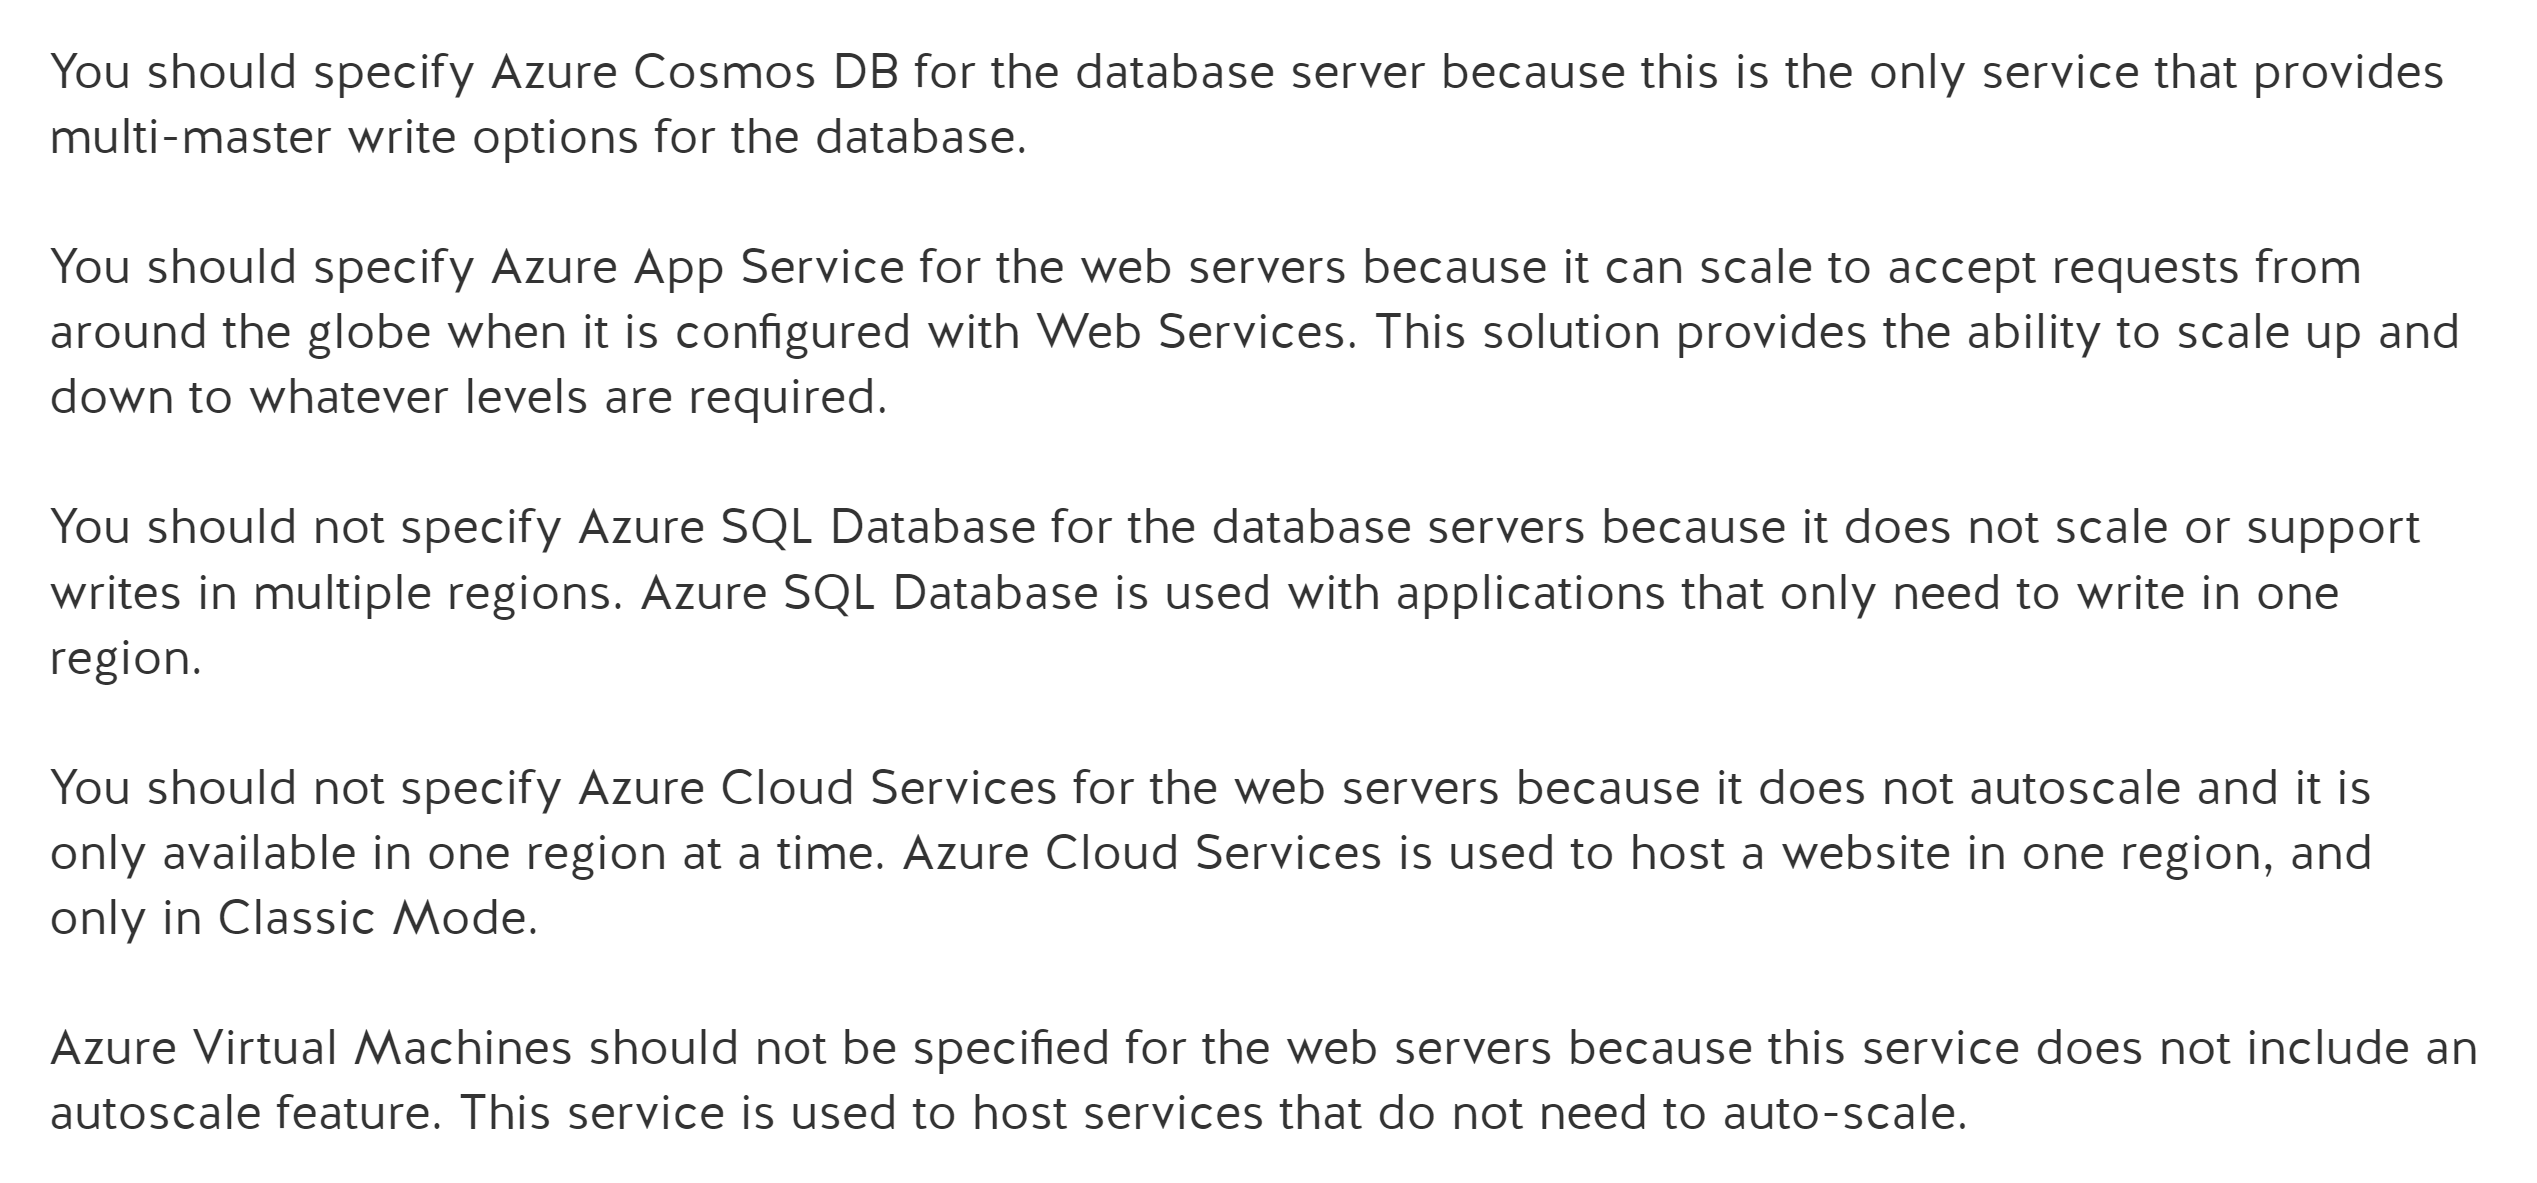 You should specify Azure Cosmos DB for the database server because this is the only service that provides
multi-master write options for the database.
You should specify Azure App Service for the web servers because it can scale to accept requests from
around the globe when it is configured with Web Services. This solution provides the ability to scale up and
down to whatever levels are required.
You should not specify Azure SQL Database for the database servers because it does not scale or support
writes in multiple regions. Azure SQL Database is used with applications that only need to write in one
region.
You should not specify Azure Cloud Services for the web servers because it does not autoscale and it is
only available in one region at a time. Azure Cloud Services is used to host a website in one region, and
only in Classic Mode.
Azure Virtual Machines should not be specified for the web servers because this service does not include an
autoscale feature. This service is used to host services that do not need to auto-scale.